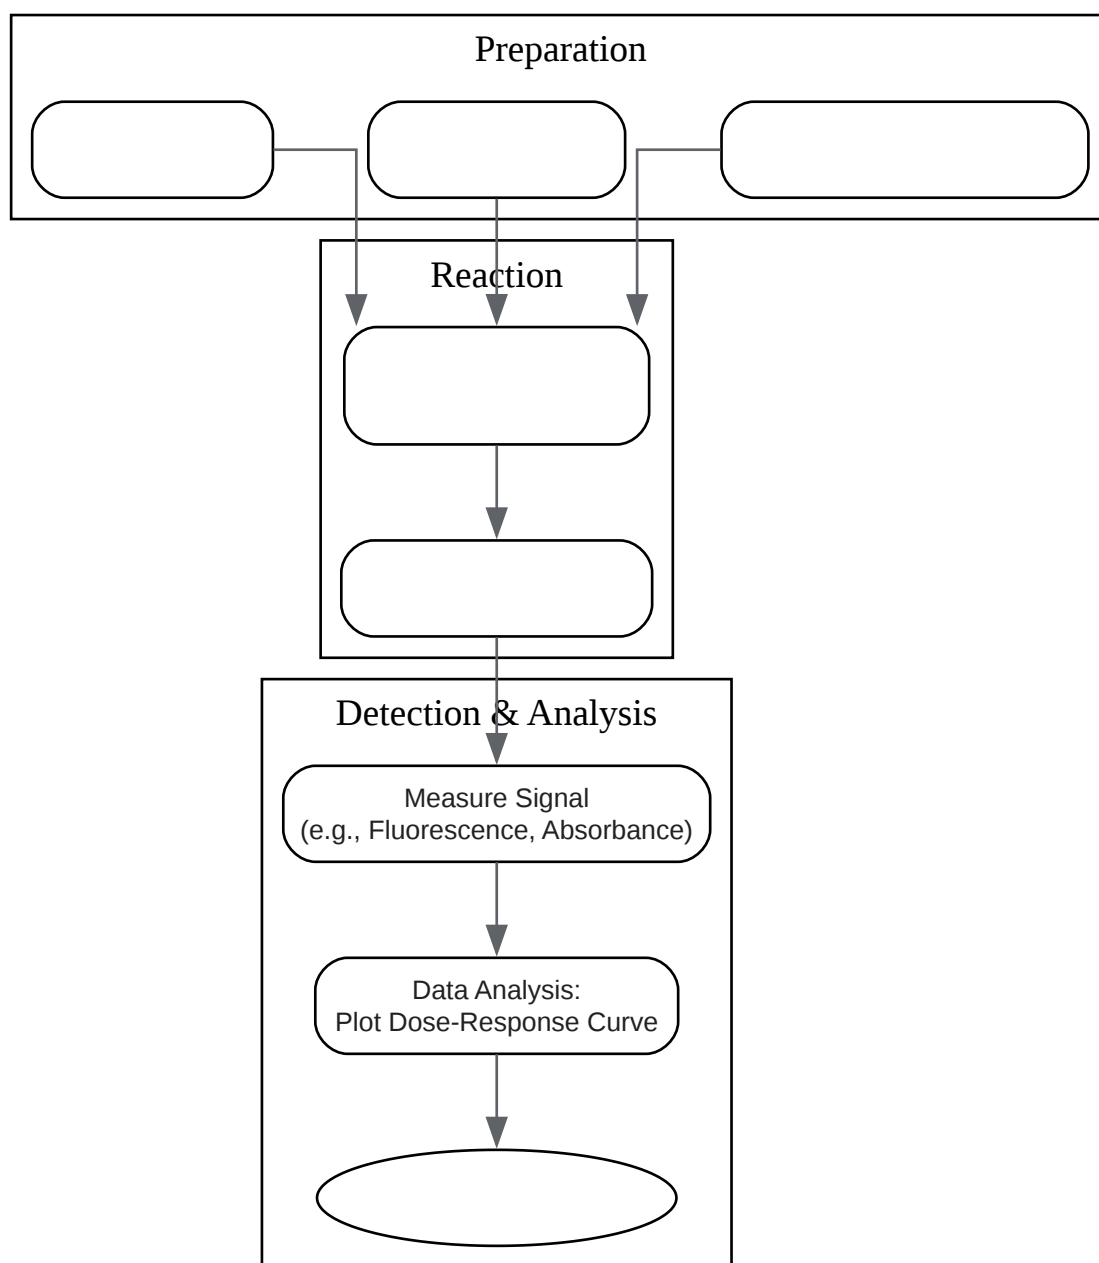 Preparation
Reaction
Detection & Analysis
Measure Signal
(e.g., Fluorescence, Absorbance)
Data Analysis:
Plot Dose-Response Curve